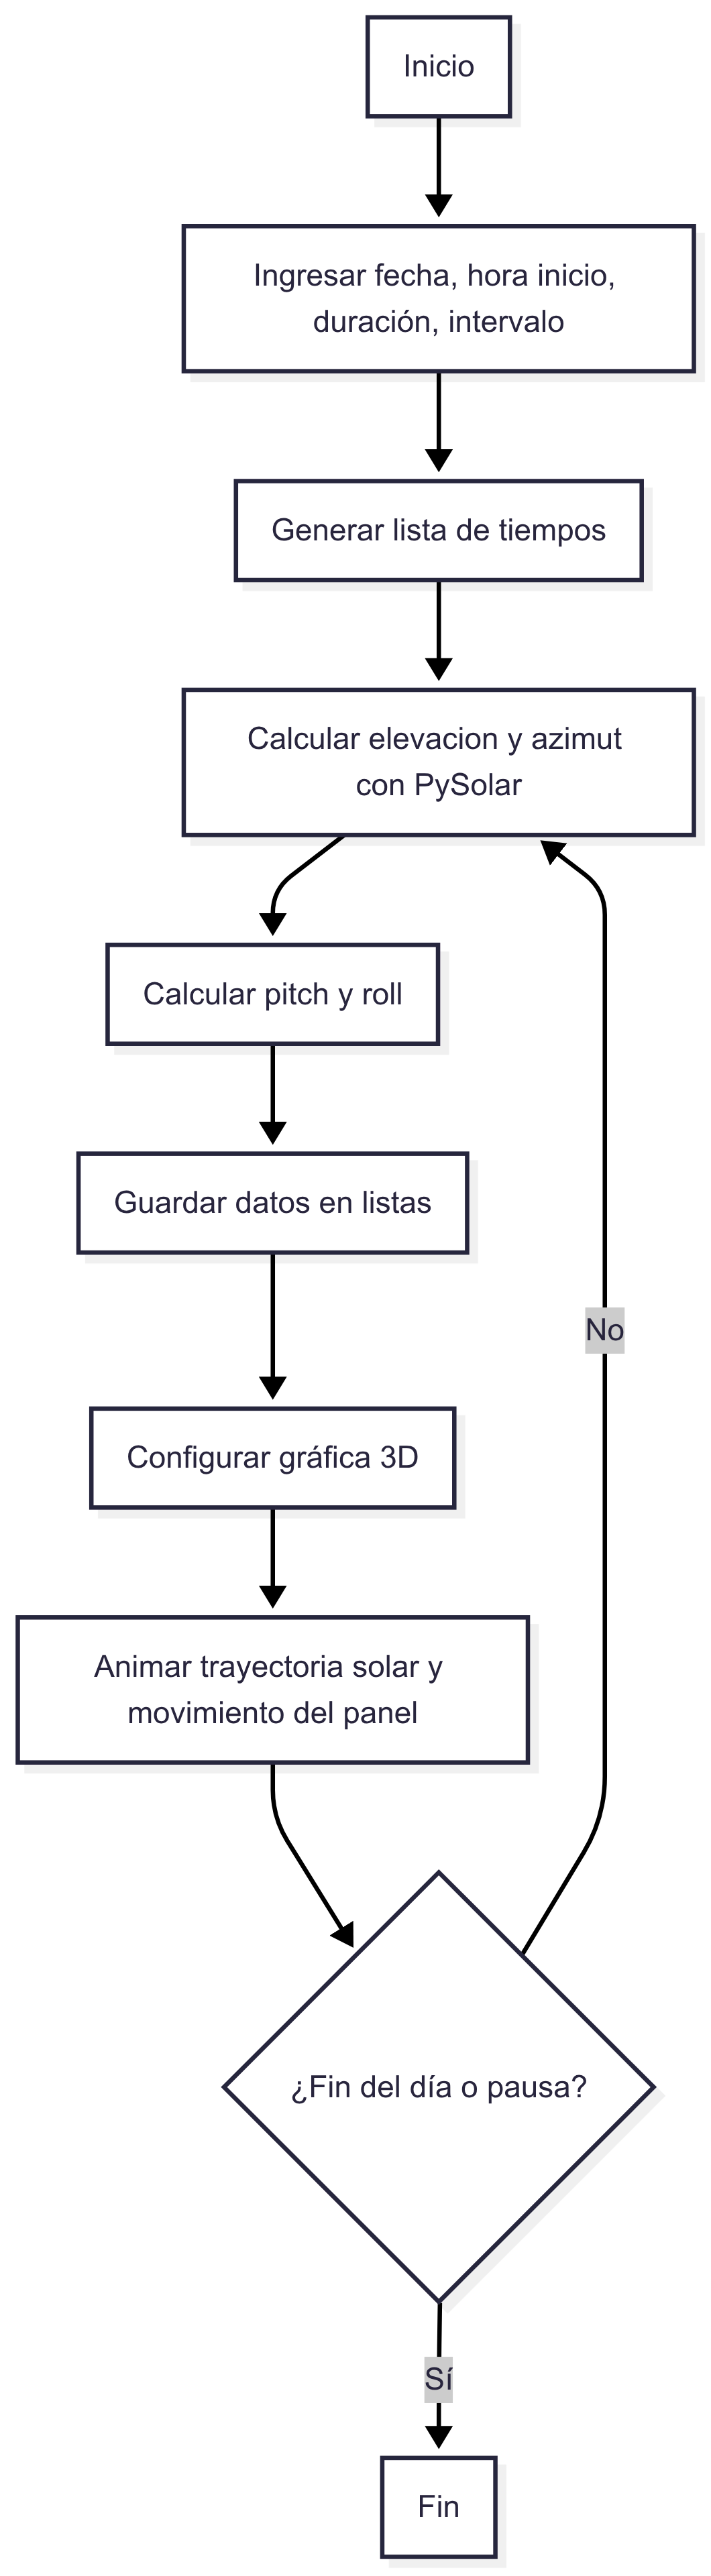 Inicio
Ingresar fecha, hora inicio,
duración, intervalo
Generar lista de tiempos
Calcular elevacion y azimut
con PySolar
Calcular pitch y roll
Guardar datos en listas
No
Configurar gráfica 3D
Animar trayectoria solar y
movimiento del panel
¿Fin del día o pausa?
Sí
Fin